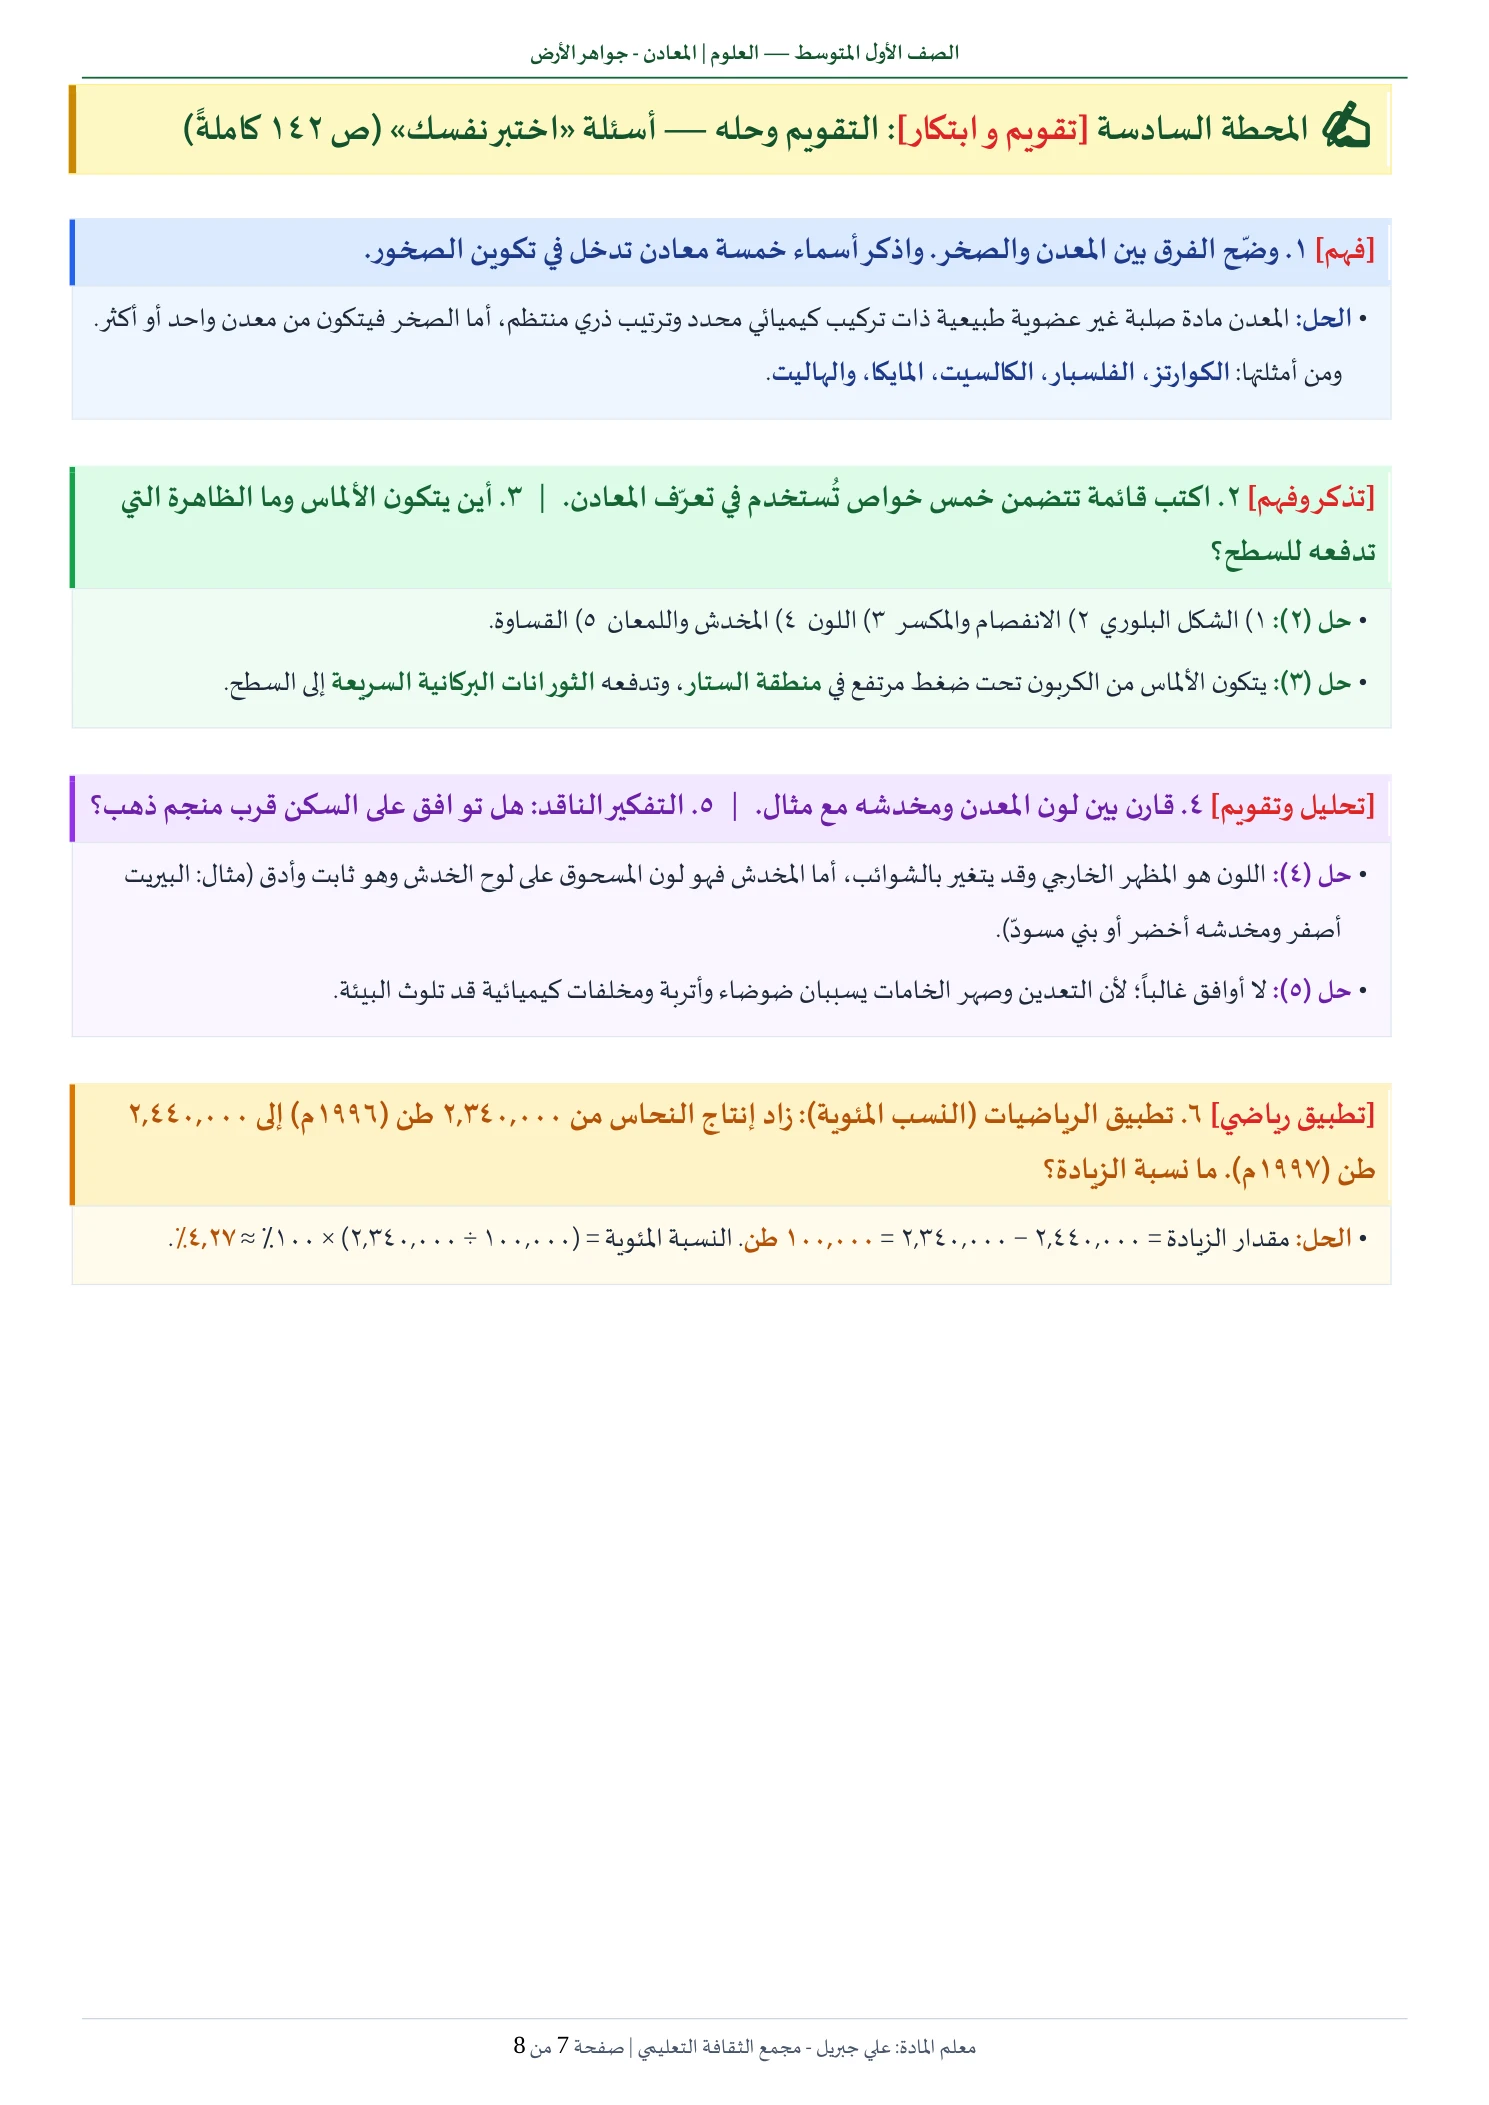 الصف الأول المتوسط — العلوم | المعادن - جواهر الأرض
✍ المحطة السادسة [تقويم وابتكار]: التقويم وحله — أسئلة «اختبر نفسك» (ص ١٤٢ كاملةً)
[فهم] ١. وضّح الفرق بين المعدن والصخر. واذكر أسماء خمسة معادن تدخل في تكوين الصخور.
• الحل: المعدن مادة صلبة غير عضوية طبيعية ذات تركيب كيميائي محدد وترتيب ذري منتظم، أما الصخر فيتكون من معدن واحد أو أكثر.
ومن أمثلتها: الكوارتز، الفلسبار، الكالسيت، المايكا، والهاليت.
[تذكر وفهم] ٢. اكتب قائمة تتضمن خمس خواص تُستخدم في تعرّف المعادن. | ٣. أين يتكون الألماس وما الظاهرة التي
تدفعه للسطح؟
• حل (٢): ١) الشكل البلوري ٢) الانفصام والمكسر ٣) اللون ٤) المخدش واللمعان ٥) القساوة.
• حل (٣): يتكون الألماس من الكربون تحت ضغط مرتفع في منطقة الستار، وتدفعه الثورانات البركانية السريعة إلى السطح.
[تحليل وتقويم] ٤. قارن بين لون المعدن ومخدشه مع مثال. | ٥. التفكير الناقد: هل توافق على السكن قرب منجم ذهب؟
• حل (٤): اللون هو المظهر الخارجي وقد يتغير بالشوائب، أما المخدش فهو لون المسحوق على لوح الخدش وهو ثابت وأدق (مثال: البيريت
أصفر ومخدشه أخضر أو بني مسودّ).
• حل (٥): لا أوافق غالباً؛ لأن التعدين وصهر الخامات يسببان ضوضاء وأتربة ومخلفات كيميائية قد تلوث البيئة.
[تطبيق رياضي] ٦. تطبيق الرياضيات (النسب المئوية): زاد إنتاج النحاس من ٢,٣٤٠,٠٠٠ طن (١٩٩٦م) إلى ٢,٤٤٠,٠٠٠
طن (١٩٩٧م). ما نسبة الزيادة؟
• الحل: مقدار الزيادة = ٢,٤٤٠,٠٠٠ − ٢,٣٤٠,٠٠٠ = ١٠٠,٠٠٠ طن. النسبة المئوية = (١٠٠,٠٠٠ ÷ ٢,٣٤٠,٠٠٠) × ١٠٠٪ ≈ ٤,٢٧٪.
معلم المادة: علي جبريل - مجمع الثقافة التعليمي | صفحة 7 من 8